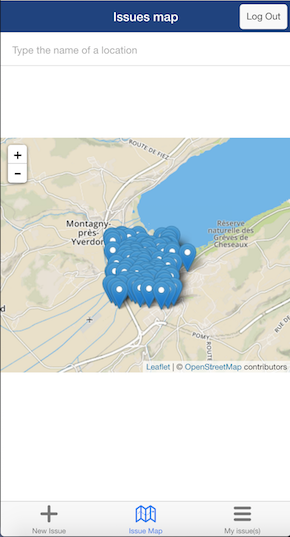 Issues map
Log Out
Type the name of a location
ROUTE DE FIEZ
+
-
Montagny-
près-
Yverdon
Réserve
naturelle des
Grèves de
Cheseaux
d
POMY-ROUT
RUE DE
Leaflet | © OpenStreetMap contributors
New Issue
Issue Map
My issue(s)